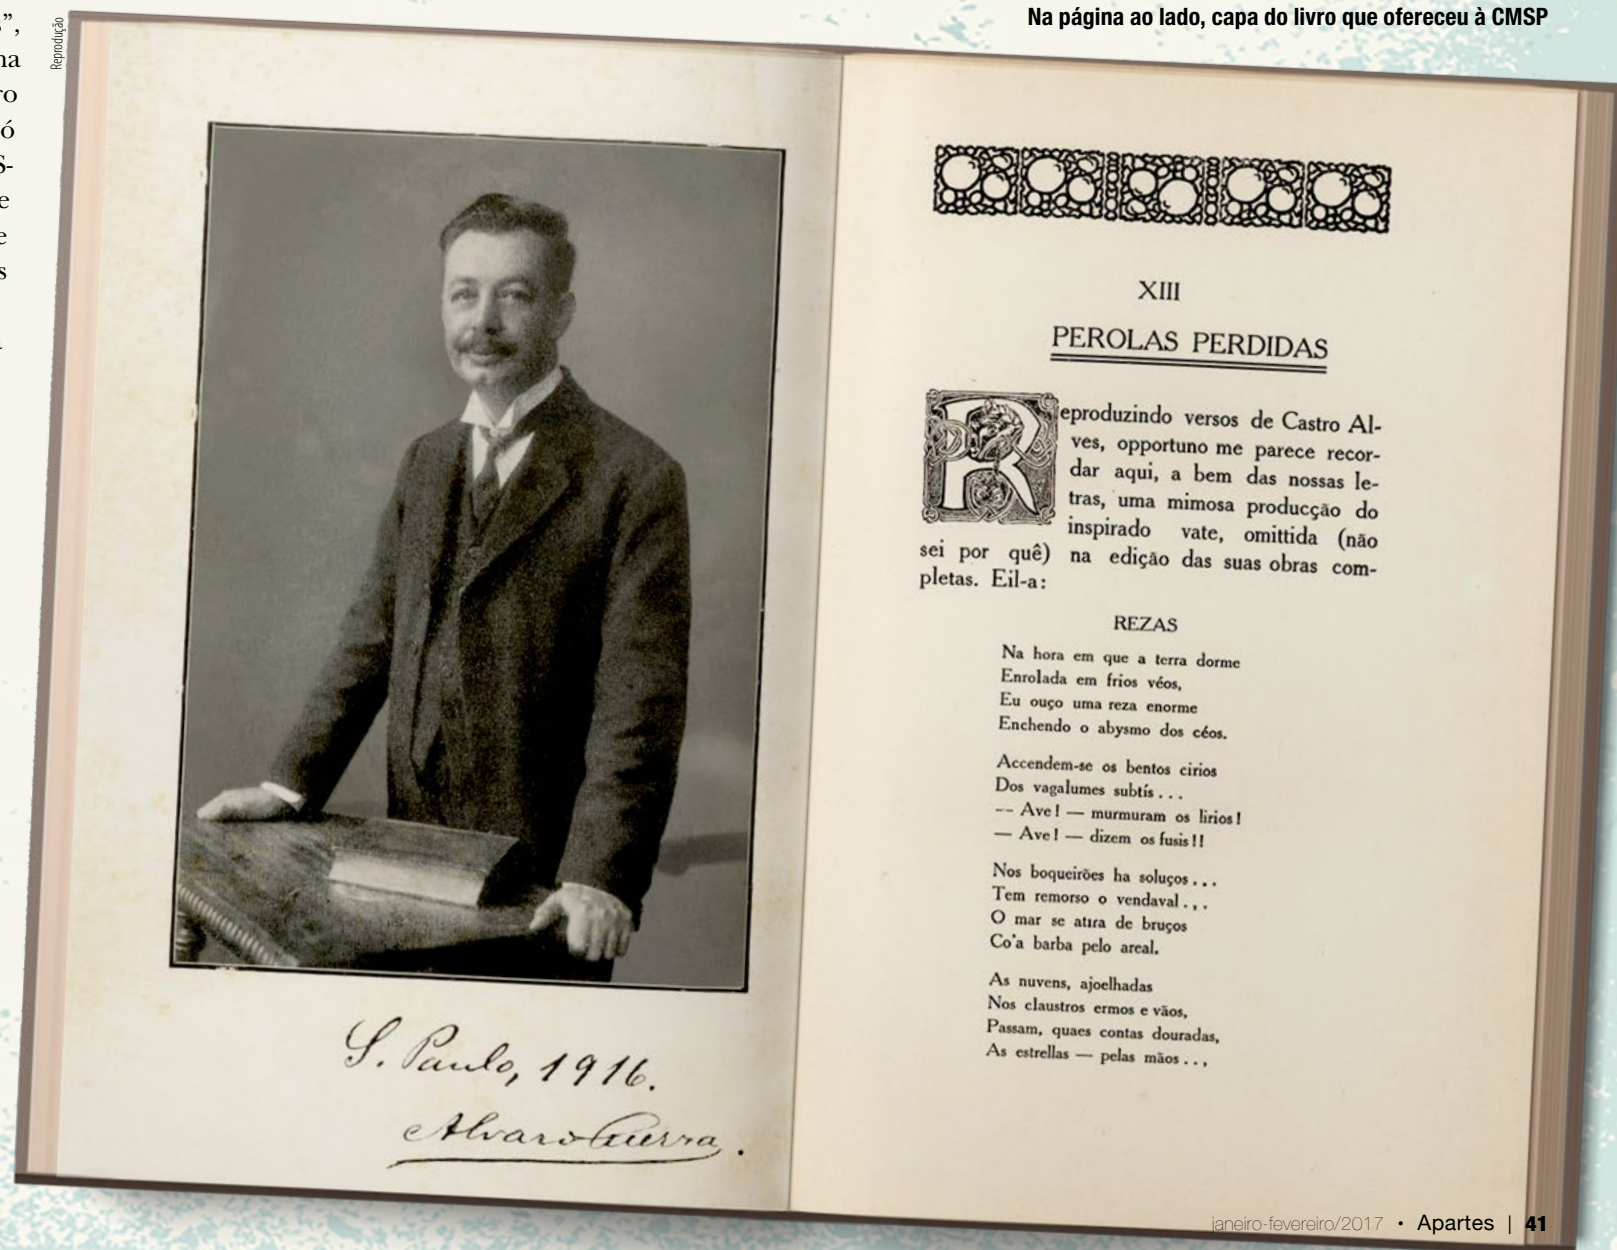 ”,
na
ro
ó
S-
e
e
s
Reprodução
Na página ao lado, capa do livro que ofereceu à CMSP
S. Paulo, 1916.
Alvaro Guerra.
XIII
PEROLAS PERDIDAS
Reproduzindo versos de Castro Al-
ves, opportuno me parece recor-
dar aqui, a bem das nossas le-
tras, uma mimosa producção do
inspirado vate, omittida (não
sei por quê) na edição das suas obras com-
pletas. Eil-a:
REZAS
Na hora em que a terra dorme
Enrolada em frios véos,
Eu ouço uma reza enorme
Enchendo o abysmo dos céos.
Accendem-se os bentos cirios
Dos vagalumes subtís...
-- Ave! — murmuram os lirios!
— Ave! — dizem os fusis!!
Nos boqueirões ha soluços...
Tem remorso o vendaval...
O mar se atira de bruços
Co'a barba pelo areal.
As nuvens, ajoelhadas
Nos claustros ermos e vãos,
Passam, quaes contas douradas,
As estrellas — pelas mãos...
janeiro-fevereiro/2017 • Apartes | 41